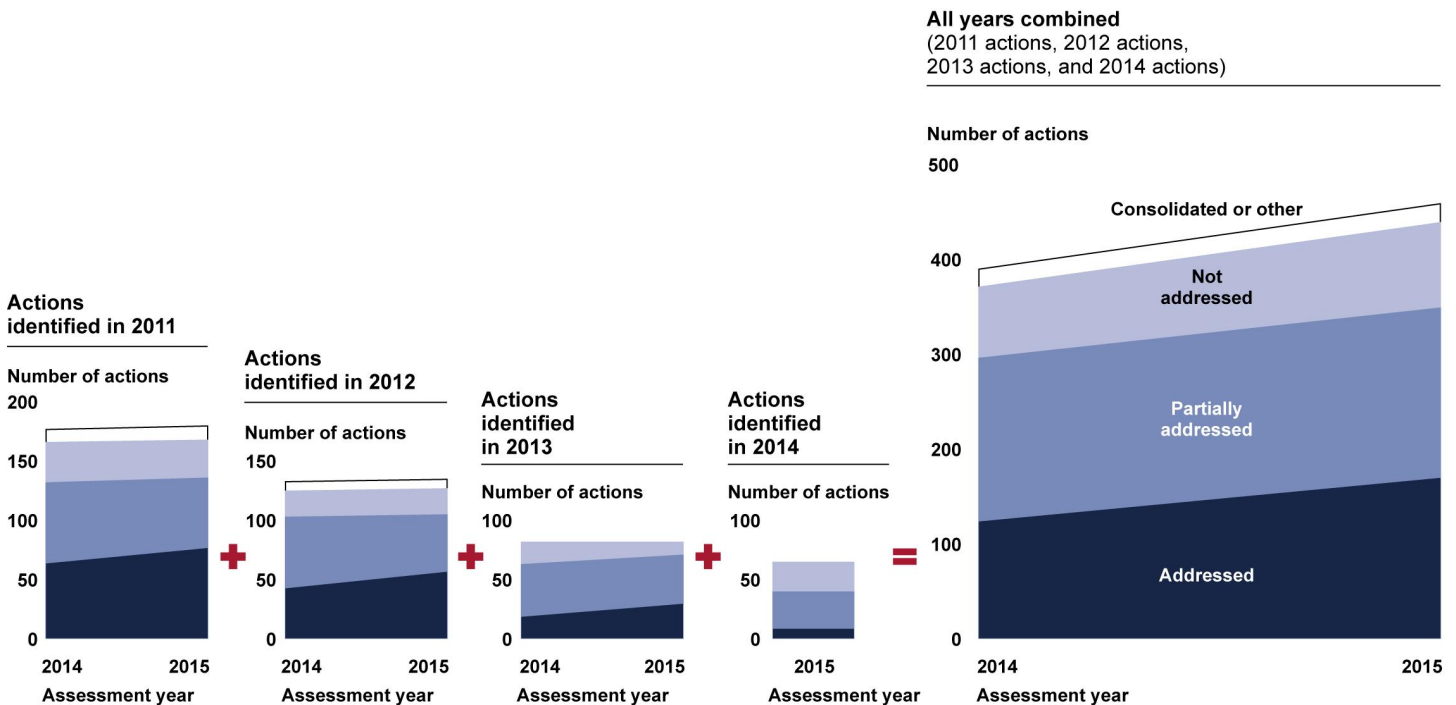 Actions
identified in 2011
Number of actions
200
150
100
50
0
2014 2015
Assessment year
Actions
identified in 2012
Number of actions
150
100
50
0
2014 2015
Assessment year
Actions
identified
in 2013
Number of actions
100
50
0
2014 2015
Assessment year
Actions
identified
in 2014
Number of actions
100
50
0
2015
Assessment year
All years combined
(2011 actions, 2012 actions,
2013 actions, and 2014 actions)
Number of actions
500
400
300
200
100
0
Consolidated or other
Not
addressed
Partially
addressed
Addressed
2014 2015
Assessment year